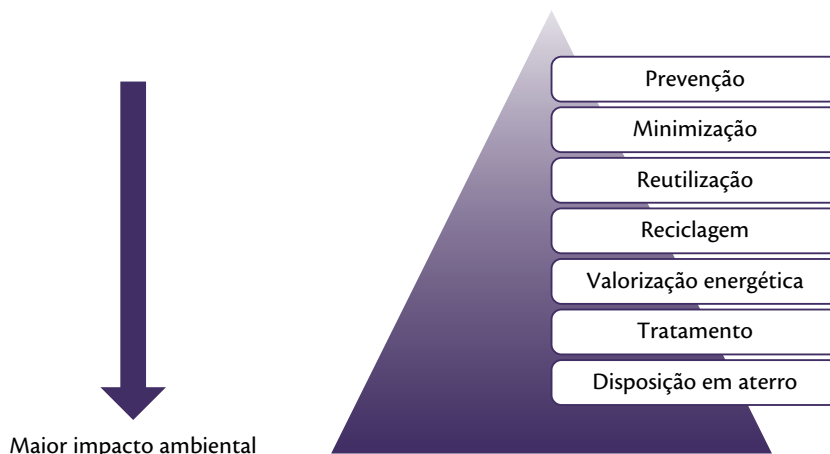 Prevenção
Minimização
Reutilização
Reciclagem
Valorização energética
Tratamento
Disposição em aterro
Maior impacto ambiental